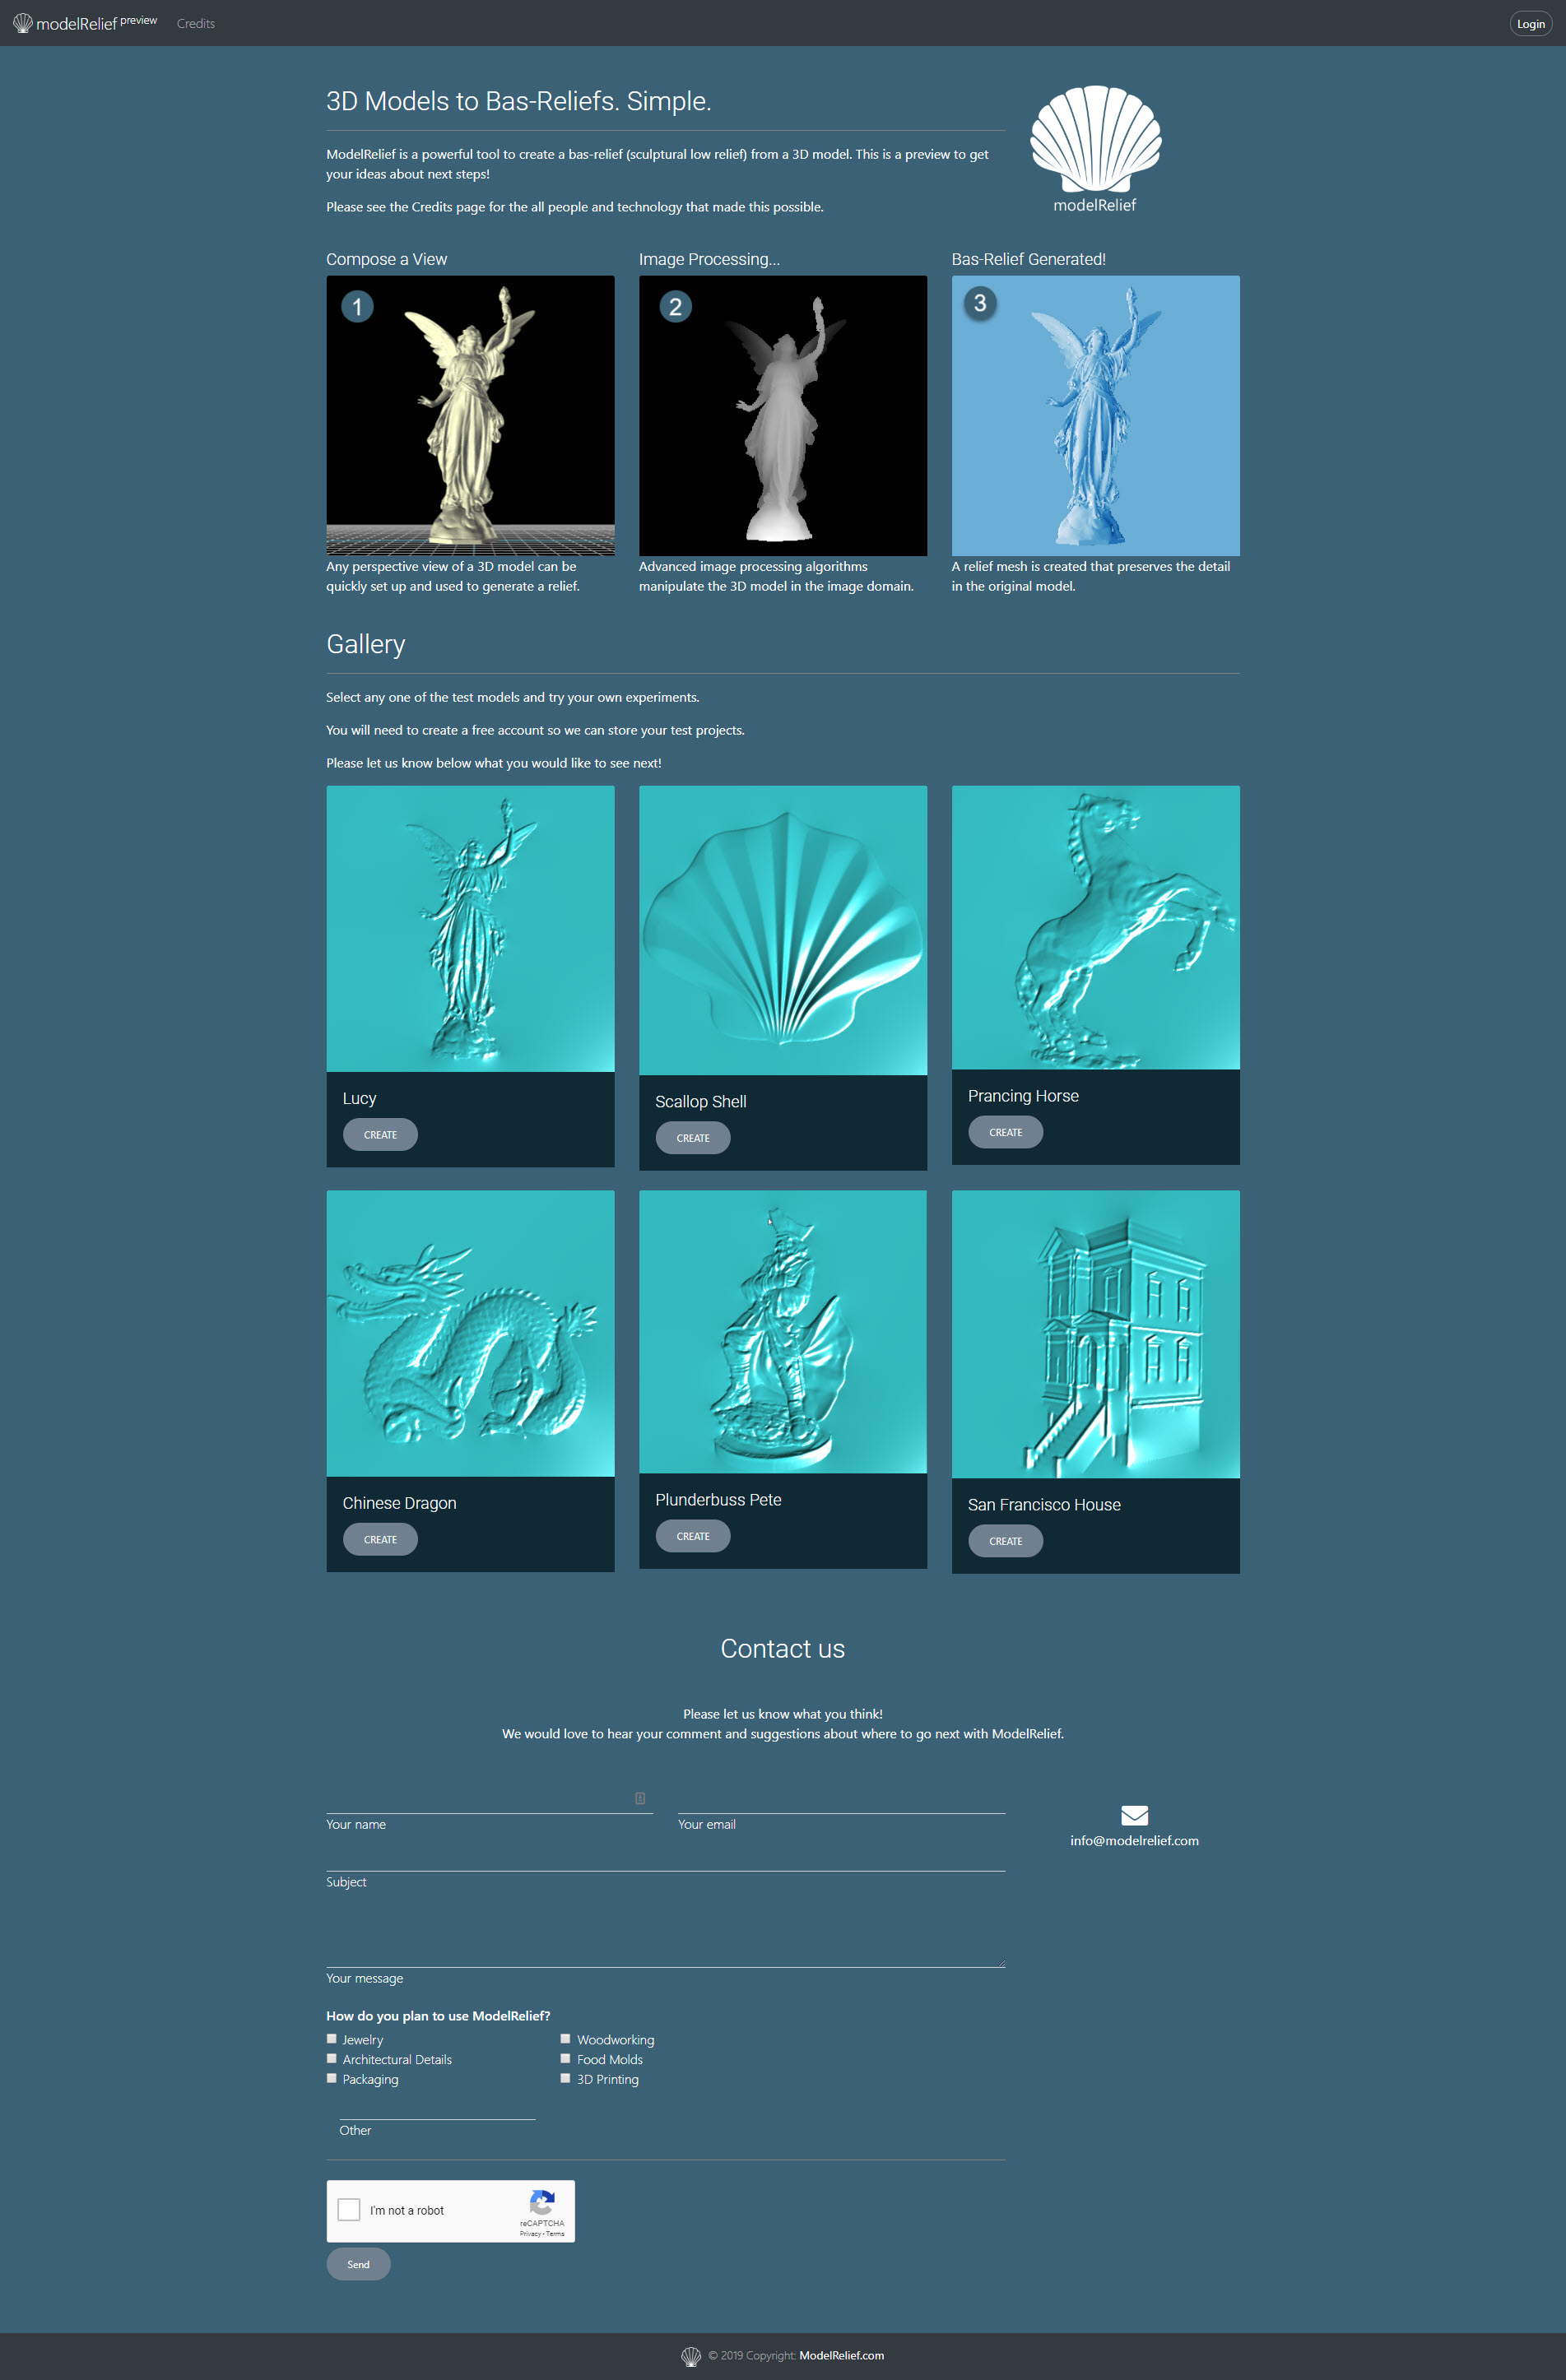 modelRelief preview Credits Login
3D Models to Bas-Reliefs. Simple.
ModelRelief is a powerful tool to create a bas-relief (sculptural low relief) from a 3D model. This is a preview to get
your ideas about next steps!
Please see the Credits page for the all people and technology that made this possible.
modelRelief
Compose a View
1
Any perspective view of a 3D model can be
quickly set up and used to generate a relief.
Image Processing...
2
Advanced image processing algorithms
manipulate the 3D model in the image domain.
Bas-Relief Generated!
3
A relief mesh is created that preserves the detail
in the original model.
Gallery
Select any one of the test models and try your own experiments.
You will need to create a free account so we can store your test projects.
Please let us know below what you would like to see next!
Lucy
CREATE
Scallop Shell
CREATE
Prancing Horse
CREATE
Chinese Dragon
CREATE
Plunderbuss Pete
CREATE
San Francisco House
CREATE
Contact us
Please let us know what you think!
We would love to hear your comment and suggestions about where to go next with ModelRelief.
Your name
Your email
info@modelrelief.com
Subject
Your message
How do you plan to use ModelRelief?
Jewelry
Woodworking
Architectural Details
Food Molds
Packaging
3D Printing
Other
I'm not a robot
reCAPTCHA
Privacy - Terms
Send
© 2019 Copyright: ModelRelief.com